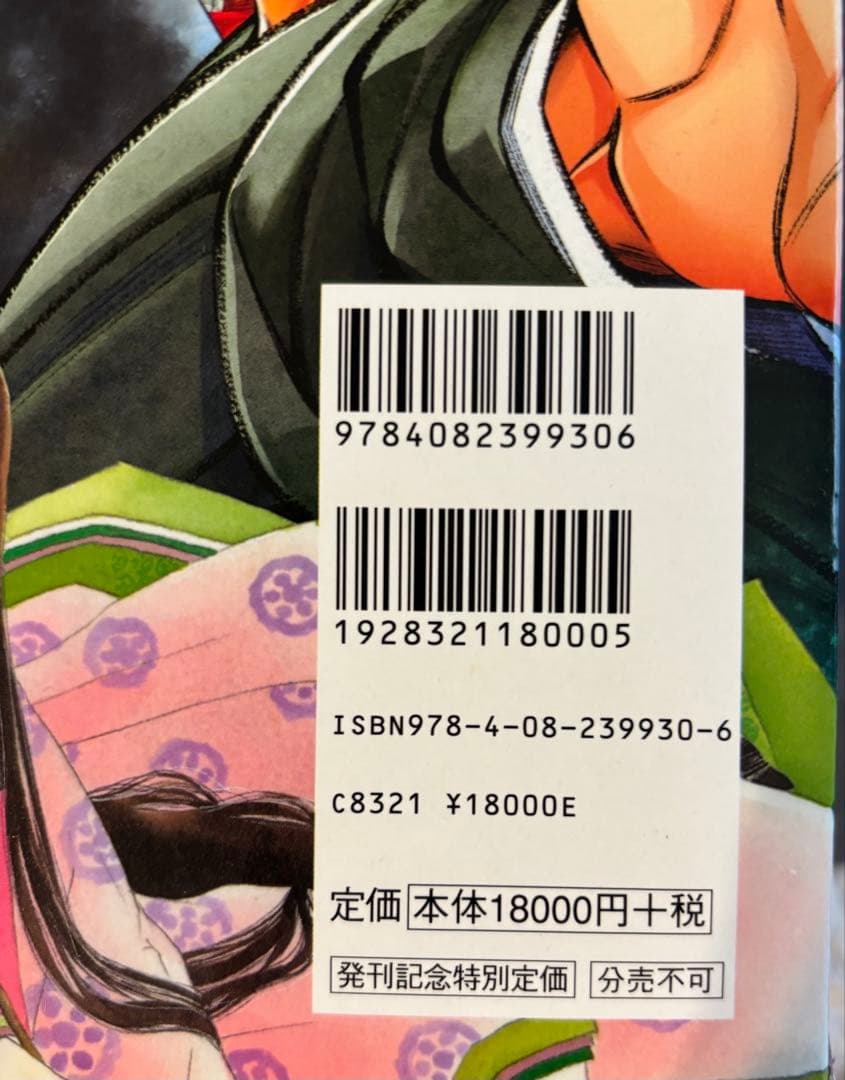 9784082399306
1928321180005
ISBN978-4-08-239930-6
C8321 ¥18000E
定価 本体18000円+税
発刊記念特別定価 分売不可